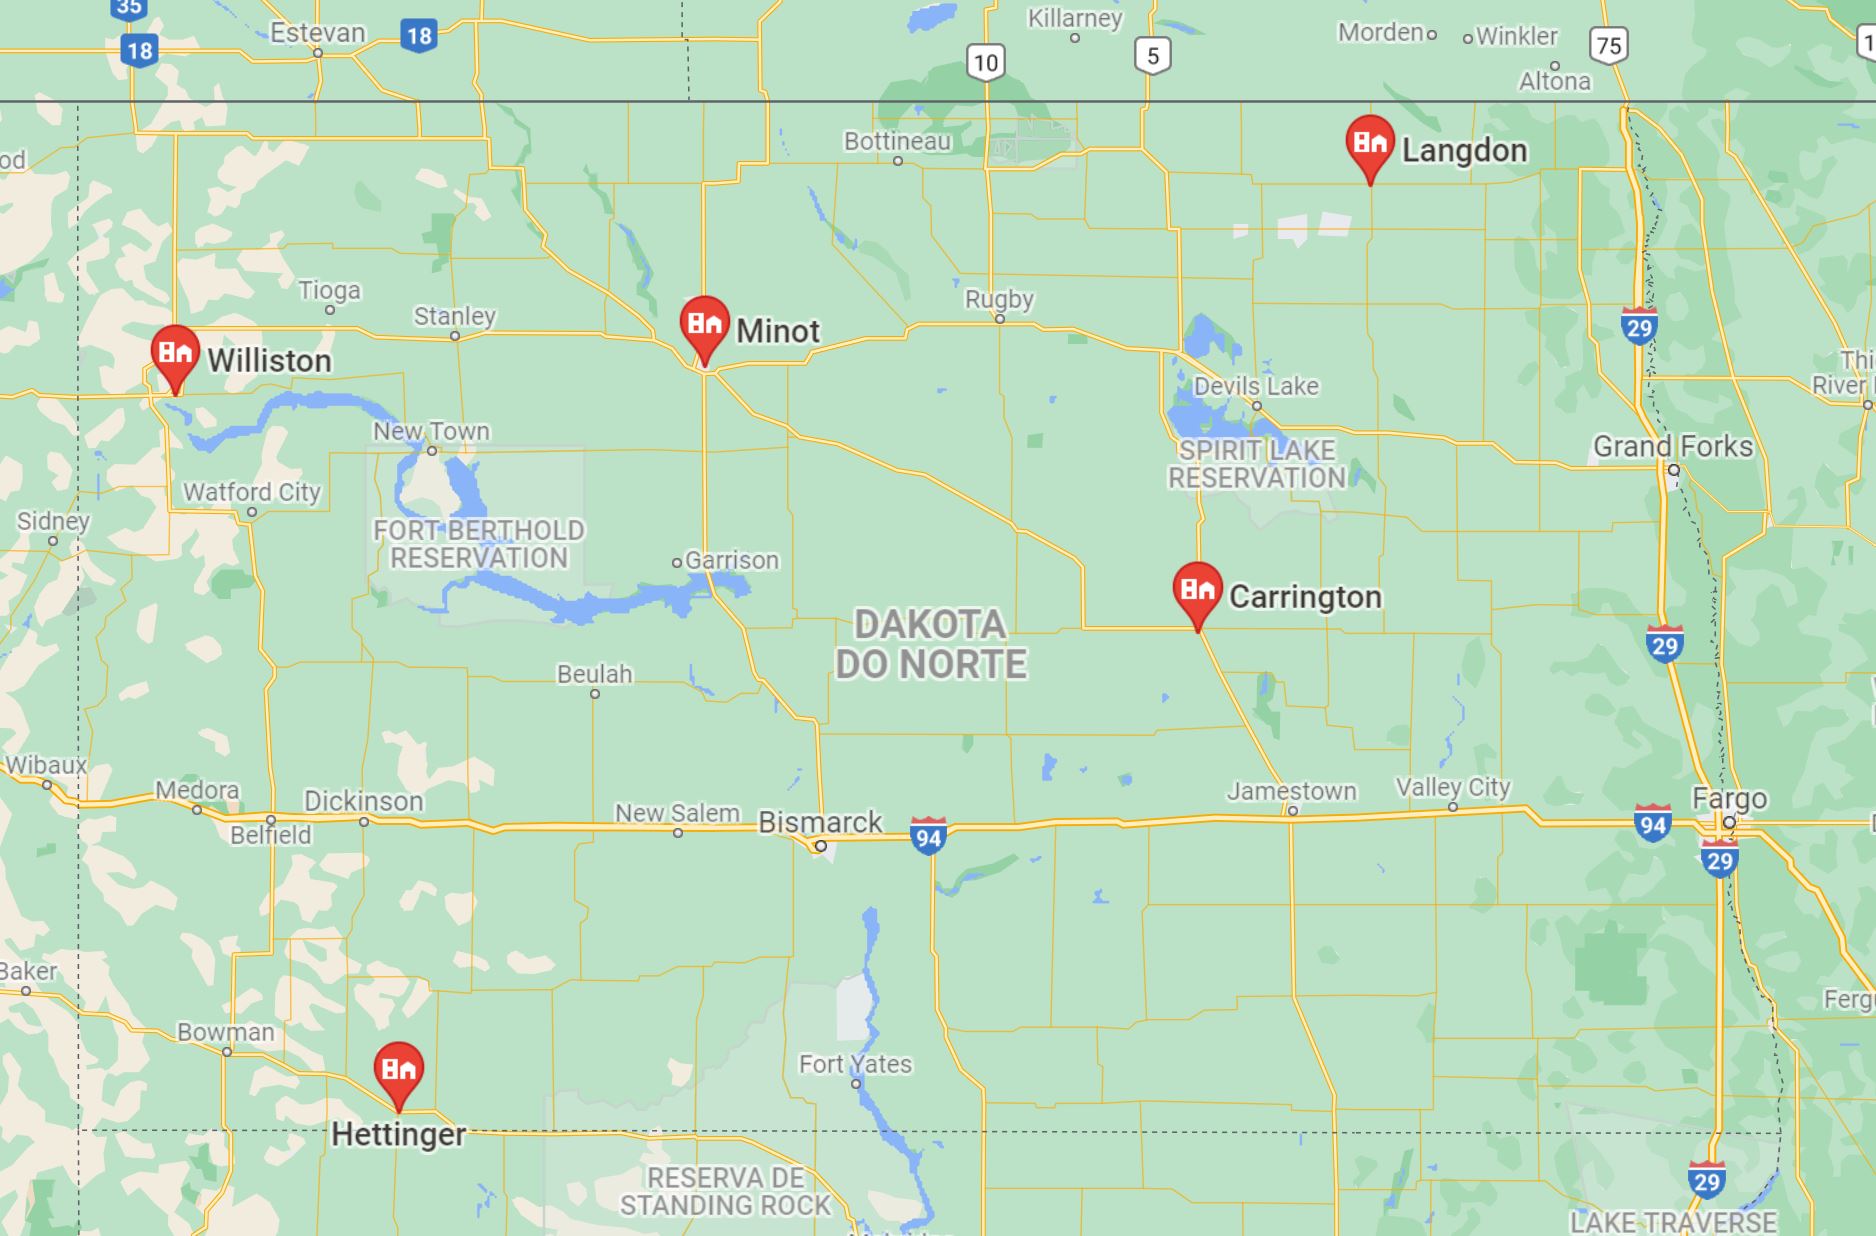 35
18
Estevan
18
Killarney
10
5
Morden
Winkler
75
Altona
Bottineau
Langdon
Tioga
Stanley
Minot
Rugby
29
Williston
Devils Lake
New Town
SPIRIT LAKE
RESERVATION
Grand Forks
Watford City
Sidney
FORT BERTHOLD
RESERVATION
Garrison
Carrington
DAKOTA
DO NORTE
29
Beulah
Wibaux
Medora
Dickinson
Belfield
New Salem
Bismarck
94
Jamestown
Valley City
Fargo
94
29
Baker
Bowman
Fort Yates
Hettinger
RESERVA DE
STANDING ROCK
29
LAKE TRAVERSE
River